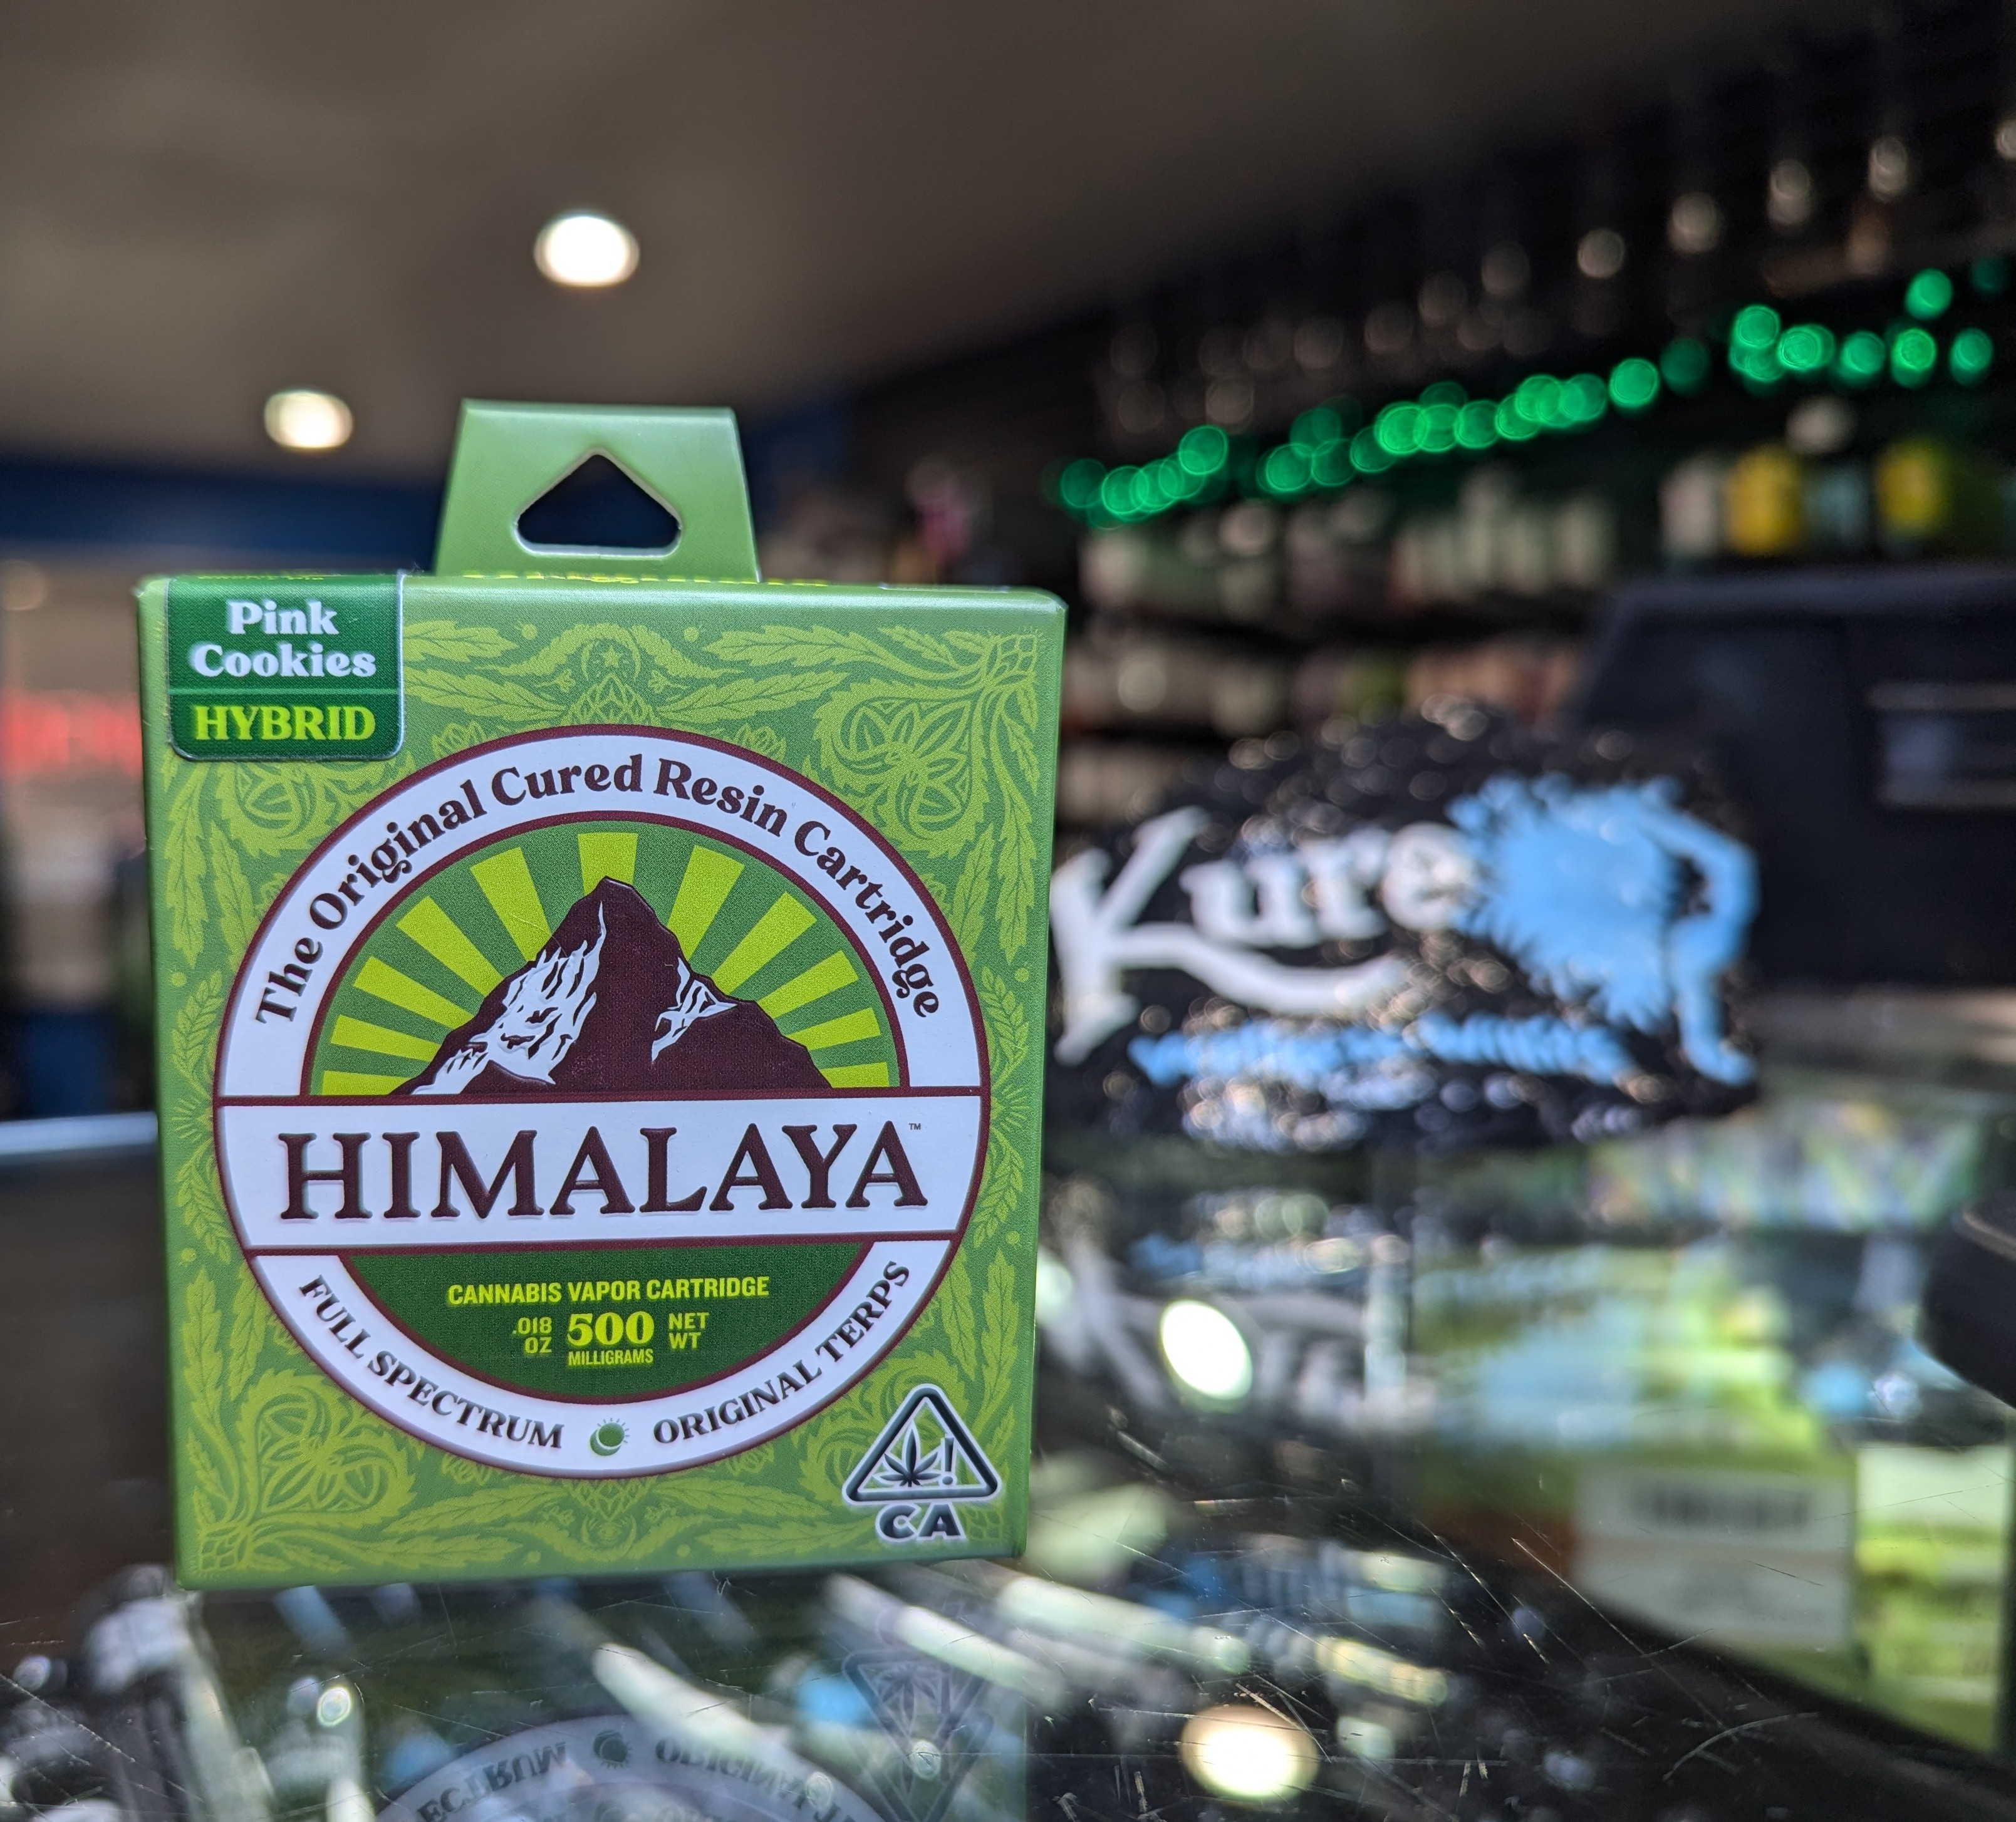 Pink
Cookies
HYBRID
The Original Cured Resin Cartridge
HIMALAYA™
CANNABIS VAPOR CARTRIDGE
.018 OZ 500 MILLIGRAMS NET WT
FULL SPECTRUM ORIGINAL TERPS
!
CA
Kure